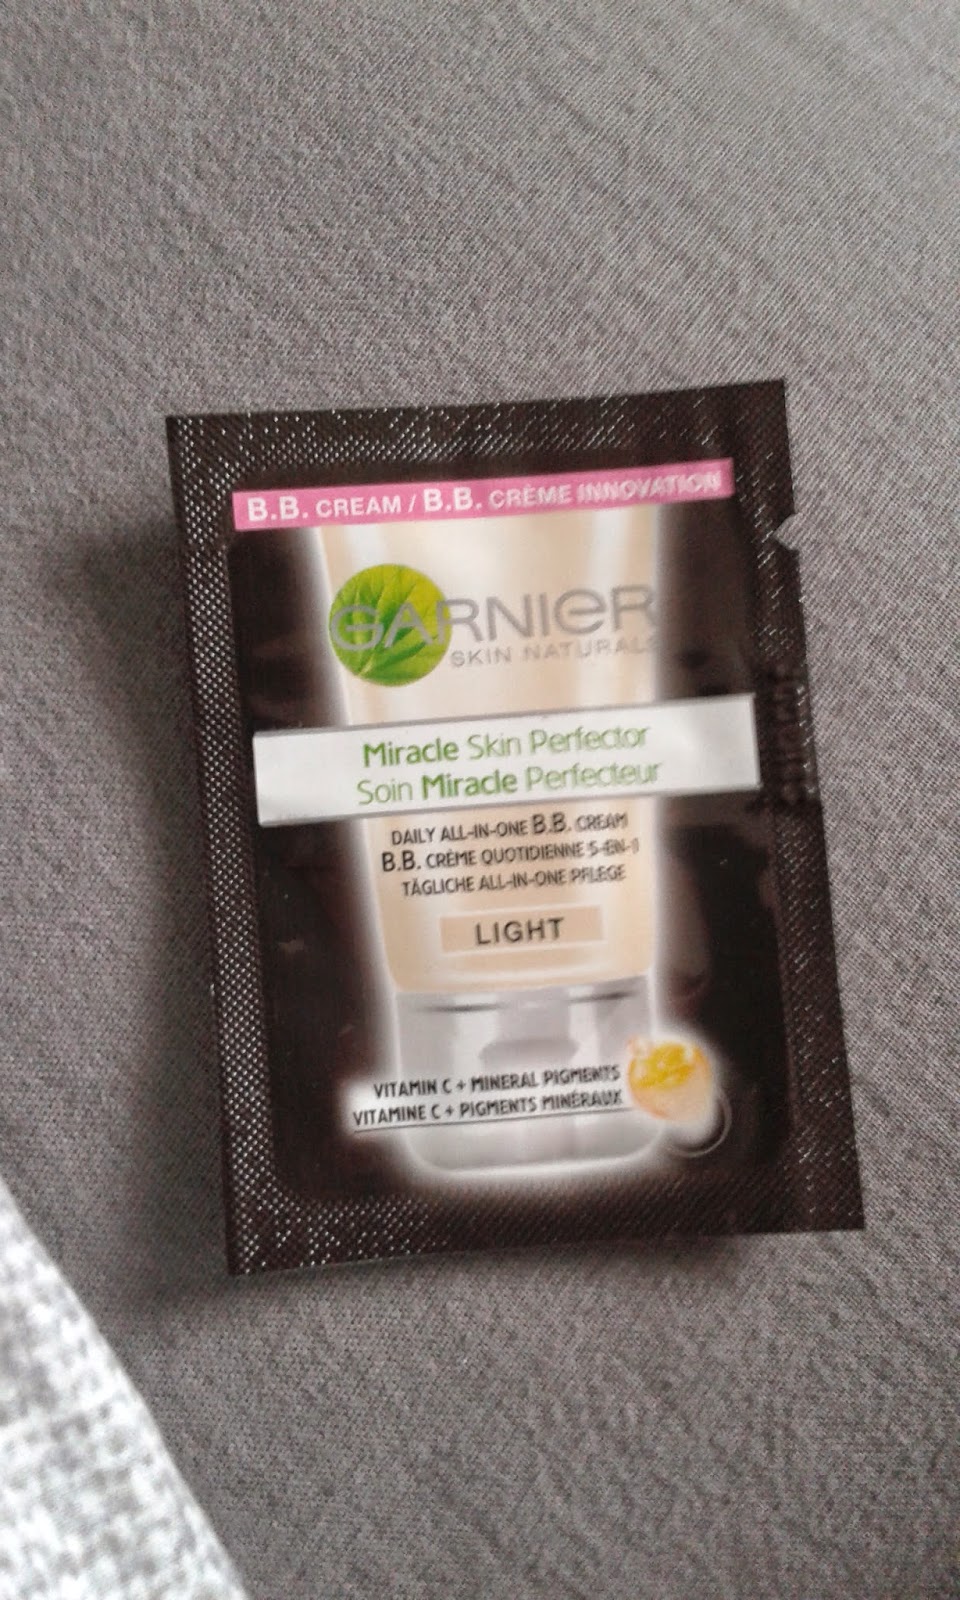 B.B. CREAM / B.B. CRÈME INNOVATION
GARNIER
SKIN NATURALS
Miracle Skin Perfector
Soin Miracle Perfecteur
DAILY ALL-IN-ONE B.B. CREAM
B.B. CRÈME QUOTIDIENNE 5-EN-1
TÄGLICHE ALL-IN-ONE PFLEGE
LIGHT
VITAMIN C + MINERAL PIGMENTS
VITAMINE C + PIGMENTS MINÉRAUX